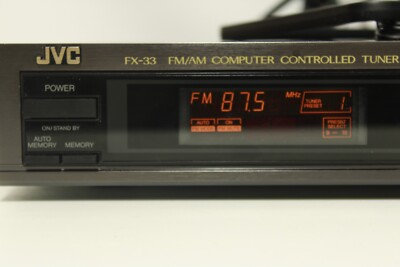 JVC
FX-33 FM/AM COMPUTER CONTROLLED TUNER
POWER
FM 87.5 MHz TUNER PRESET 1
AUTO ON
ON/STAND BY
AUTO MEMORY MEMORY